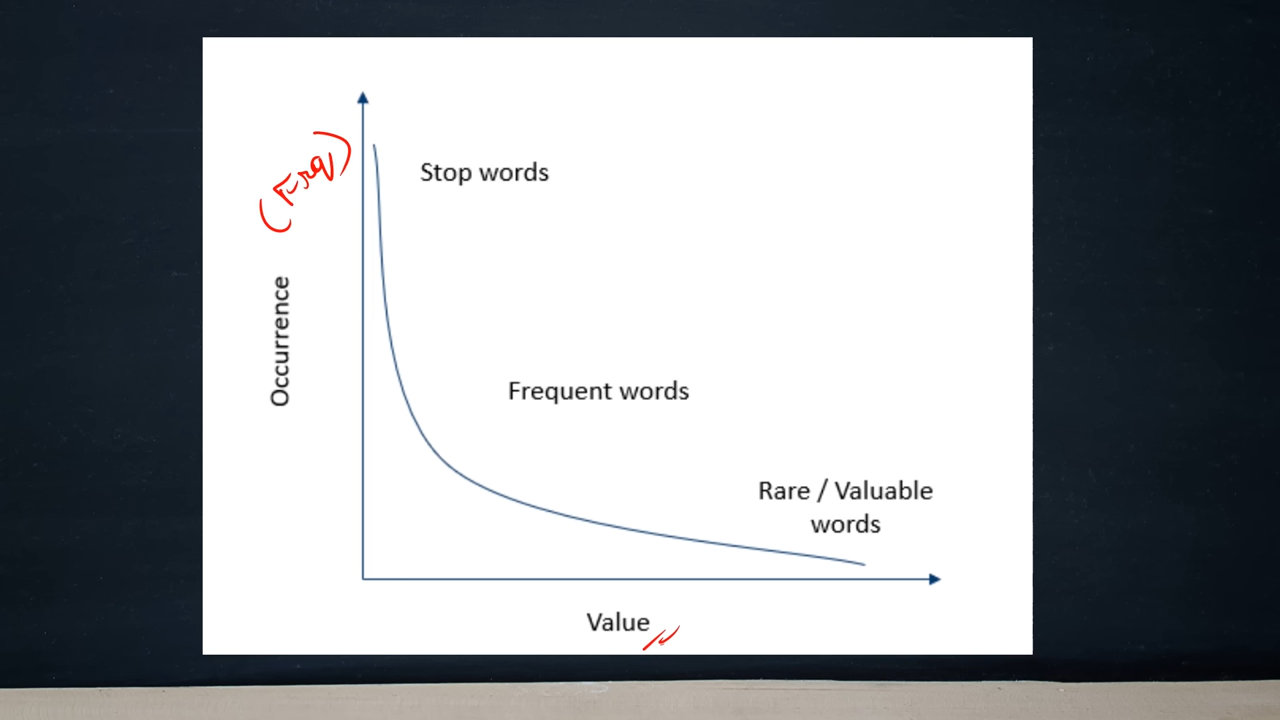 (Freq)
Stop words
Occurrence
Frequent words
Rare / Valuable
words
Value